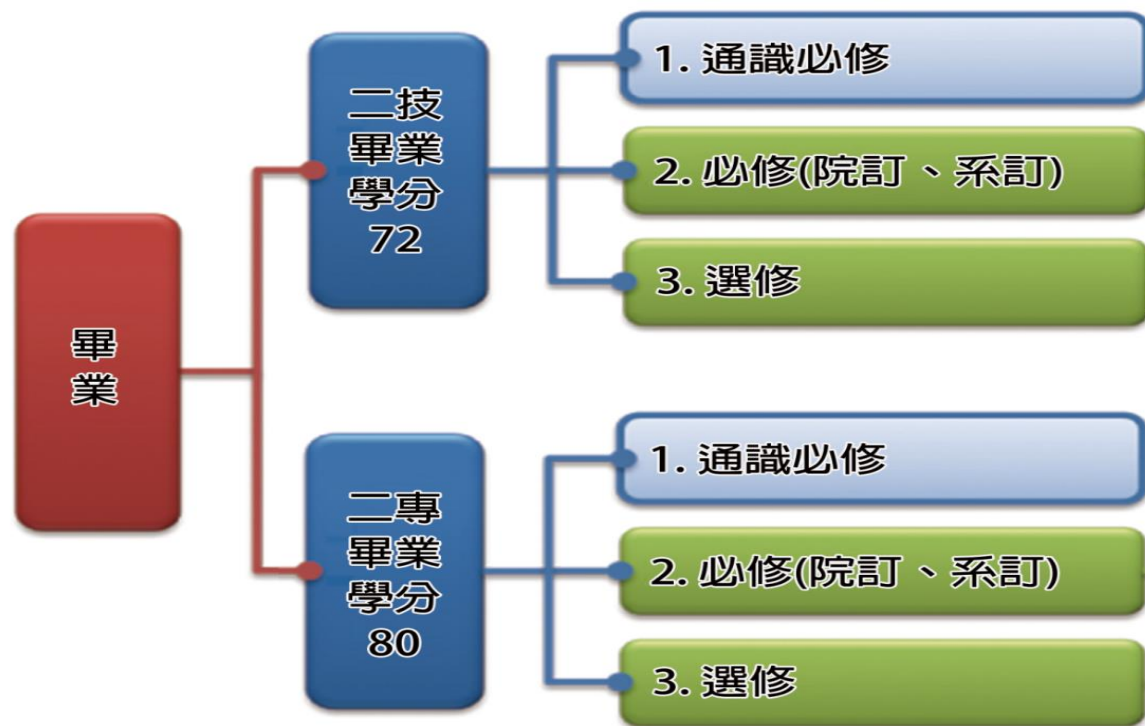 畢
業
二技
畢業
學分
72
1. 通識必修
2. 必修(院訂、系訂)
3. 選修
二專
畢業
學分
80
1. 通識必修
2. 必修(院訂、系訂)
3. 選修